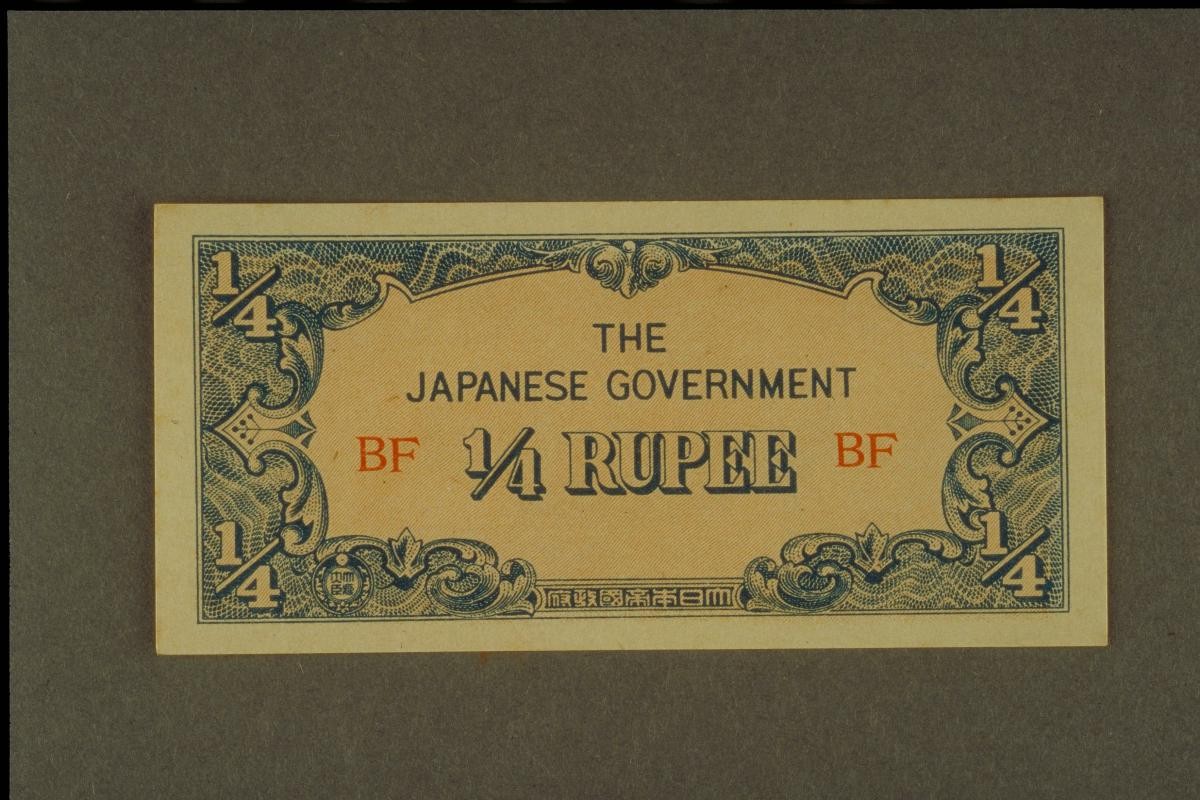 1/4 1/4
THE
JAPANESE GOVERNMENT
BF 1/4 RUPEE BF
1/4 1/4
大日本帝國政府